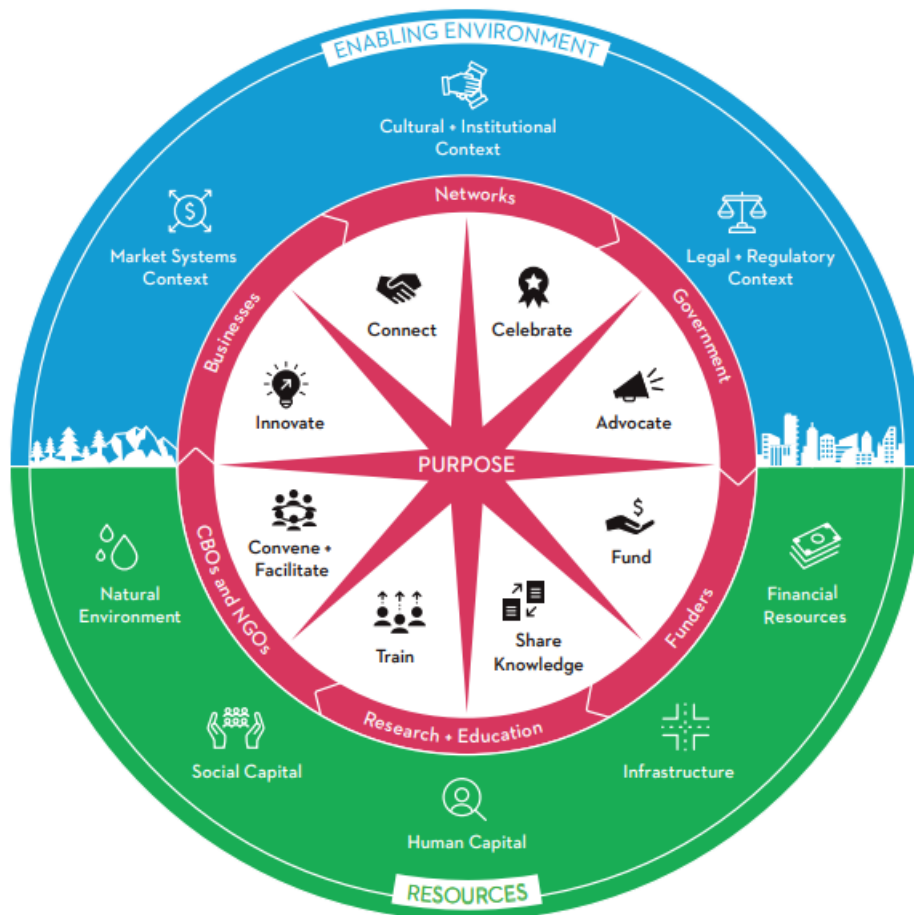 ENABLING ENVIRONMENT
Cultural + Institutional
Context
Market Systems
Context
Legal + Regulatory
Context
Networks
Businesses
Government
Connect
Celebrate
Innovate
Advocate
PURPOSE
Convene +
Facilitate
$
Fund
Train
Share
Knowledge
CBOs and NGOs
Funders
Research + Education
Natural
Environment
Financial
Resources
Social Capital
Infrastructure
Human Capital
RESOURCES
$